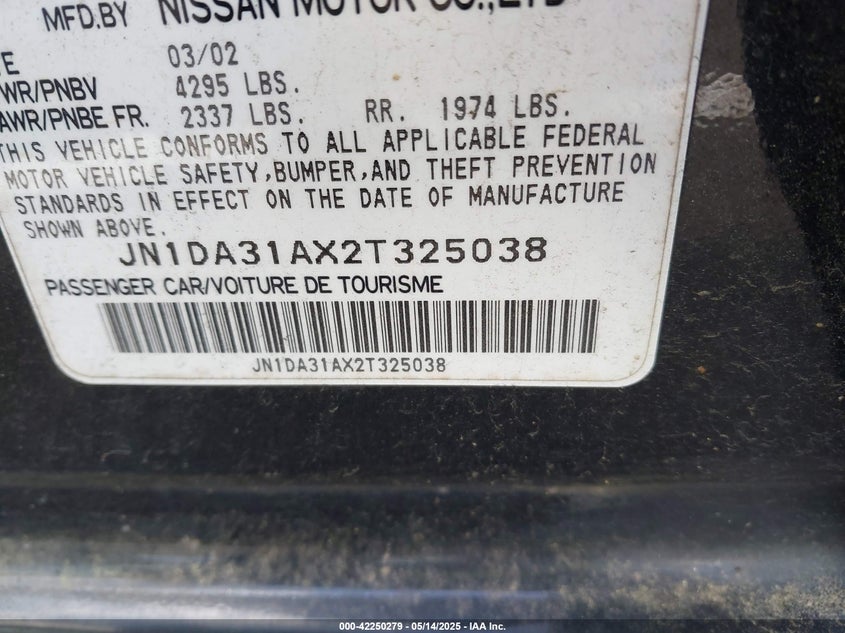 MFD.BY NISSAN MOTOR CO.,LTD
TE 03/02
WR/PNBV 4295 LBS.
AWR/PNBE FR. 2337 LBS. RR. 1974 LBS.
THIS VEHICLE CONFORMS TO ALL APPLICABLE FEDERAL
MOTOR VEHICLE SAFETY,BUMPER,AND THEFT PREVENTION
STANDARDS IN EFFECT ON THE DATE OF MANUFACTURE
SHOWN ABOVE.
JN1DA31AX2T325038
PASSENGER CAR/VOITURE DE TOURISME
JN1DA31AX2T325038
000-42250279 - 05/14/2025 - IAA Inc.